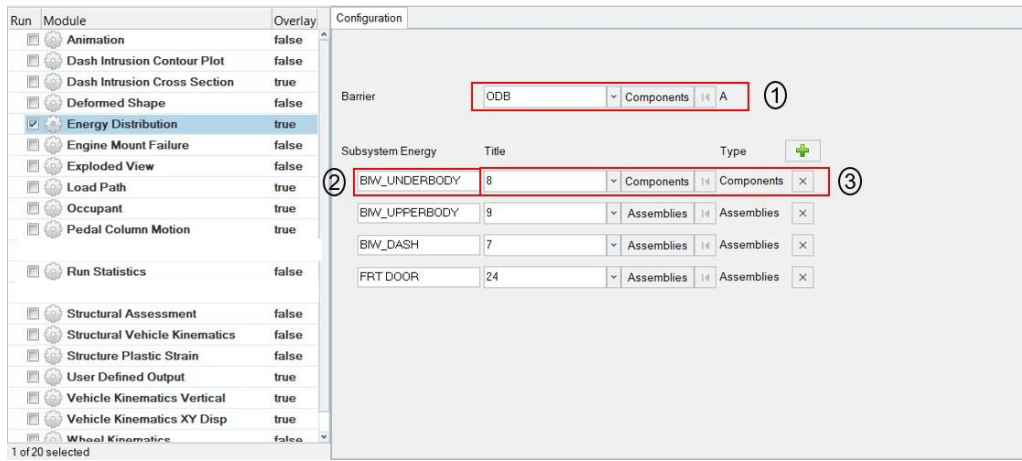 Run Module Overlay
Animation false
Dash Intrusion Contour Plot false
Dash Intrusion Cross Section true
Deformed Shape false
Energy Distribution true
Engine Mount Failure true
Exploded View false
Load Path true
Occupant true
Pedal Column Motion true
Run Statistics false
Structural Assessment false
Structural Vehicle Kinematics false
Structure Plastic Strain false
User Defined Output true
Vehicle Kinematics Vertical true
Vehicle Kinematics XY Disp true
Wheel Kinematics false
1 of 20 selected
Configuration
Barrier ODB Components A ①
Subsystem Energy Title Type
② BIW_UNDERBODY 8 Components Components ③
BIW_UPPERBODY 9 Assemblies Assemblies
BIW_DASH 7 Assemblies Assemblies
FRT DOOR 24 Assemblies Assemblies